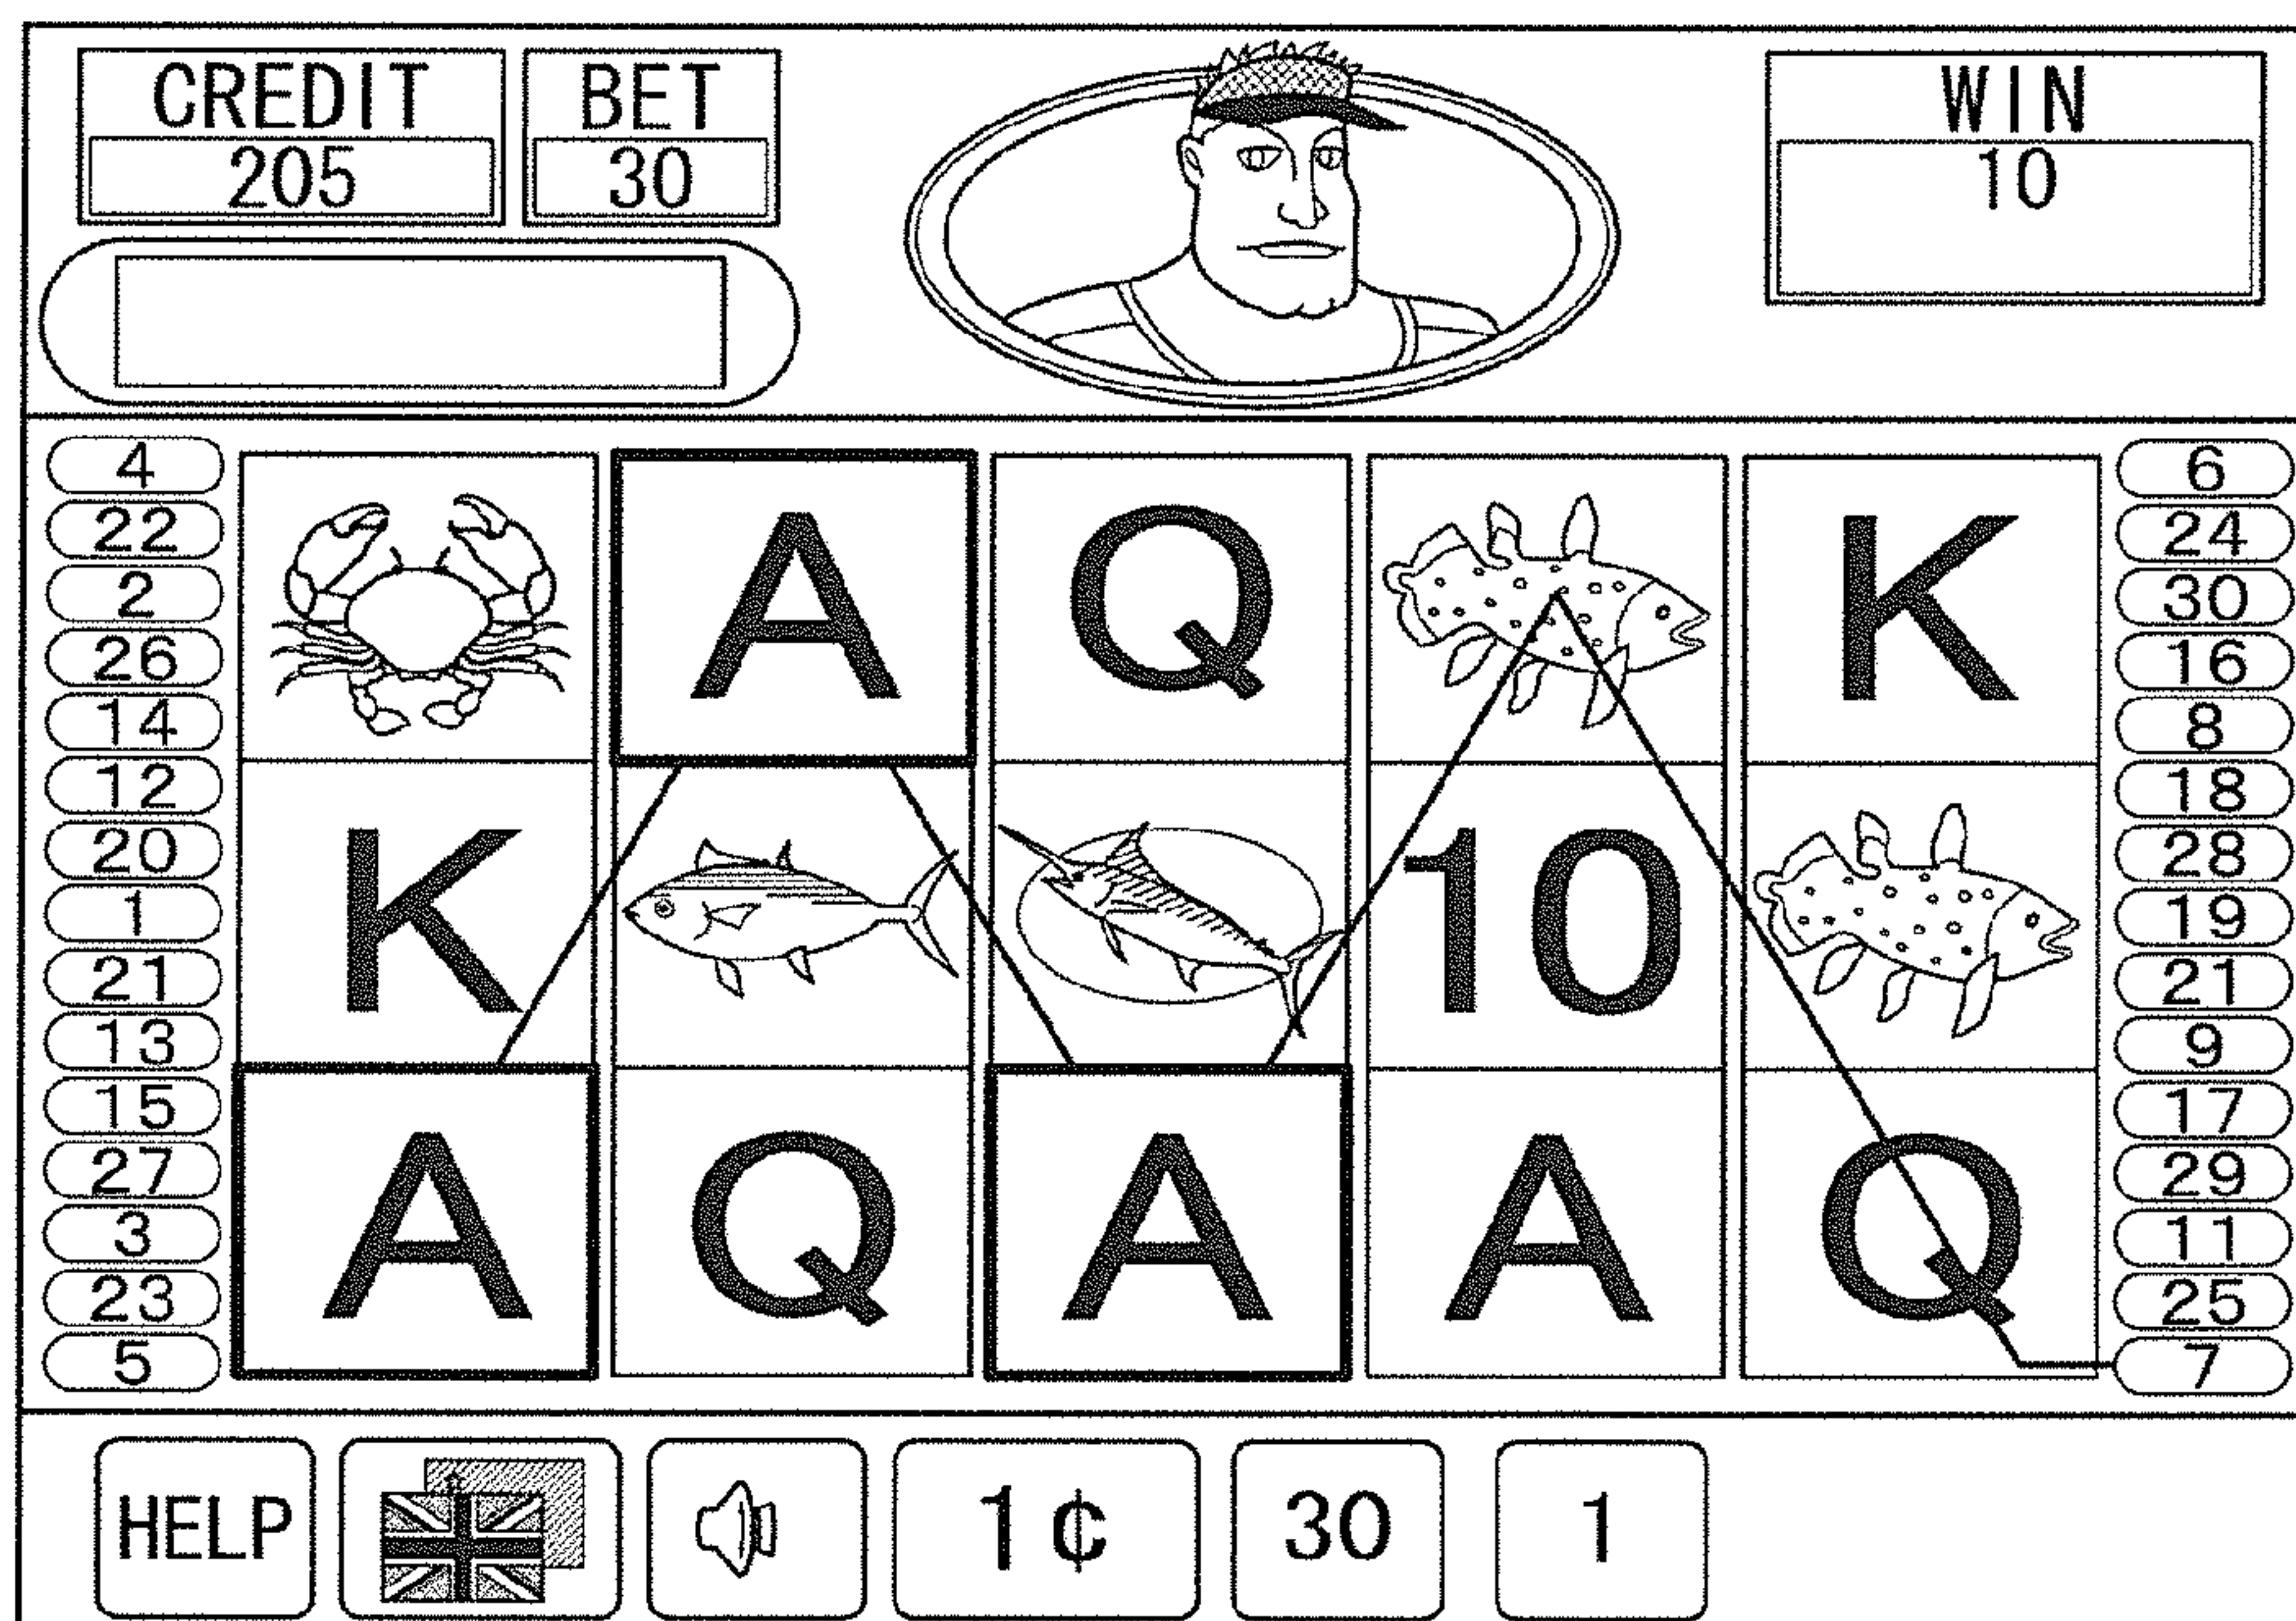 CREDIT BET WIN
205 30 10
4 A Q K 6
22 24
2 30
26 16
14 8
12 K 10 18
20 28
1 19
21 21
13 9
15 A Q A A Q 17
27 29
3 11
23 25
5 7
HELP 1¢ 30 1